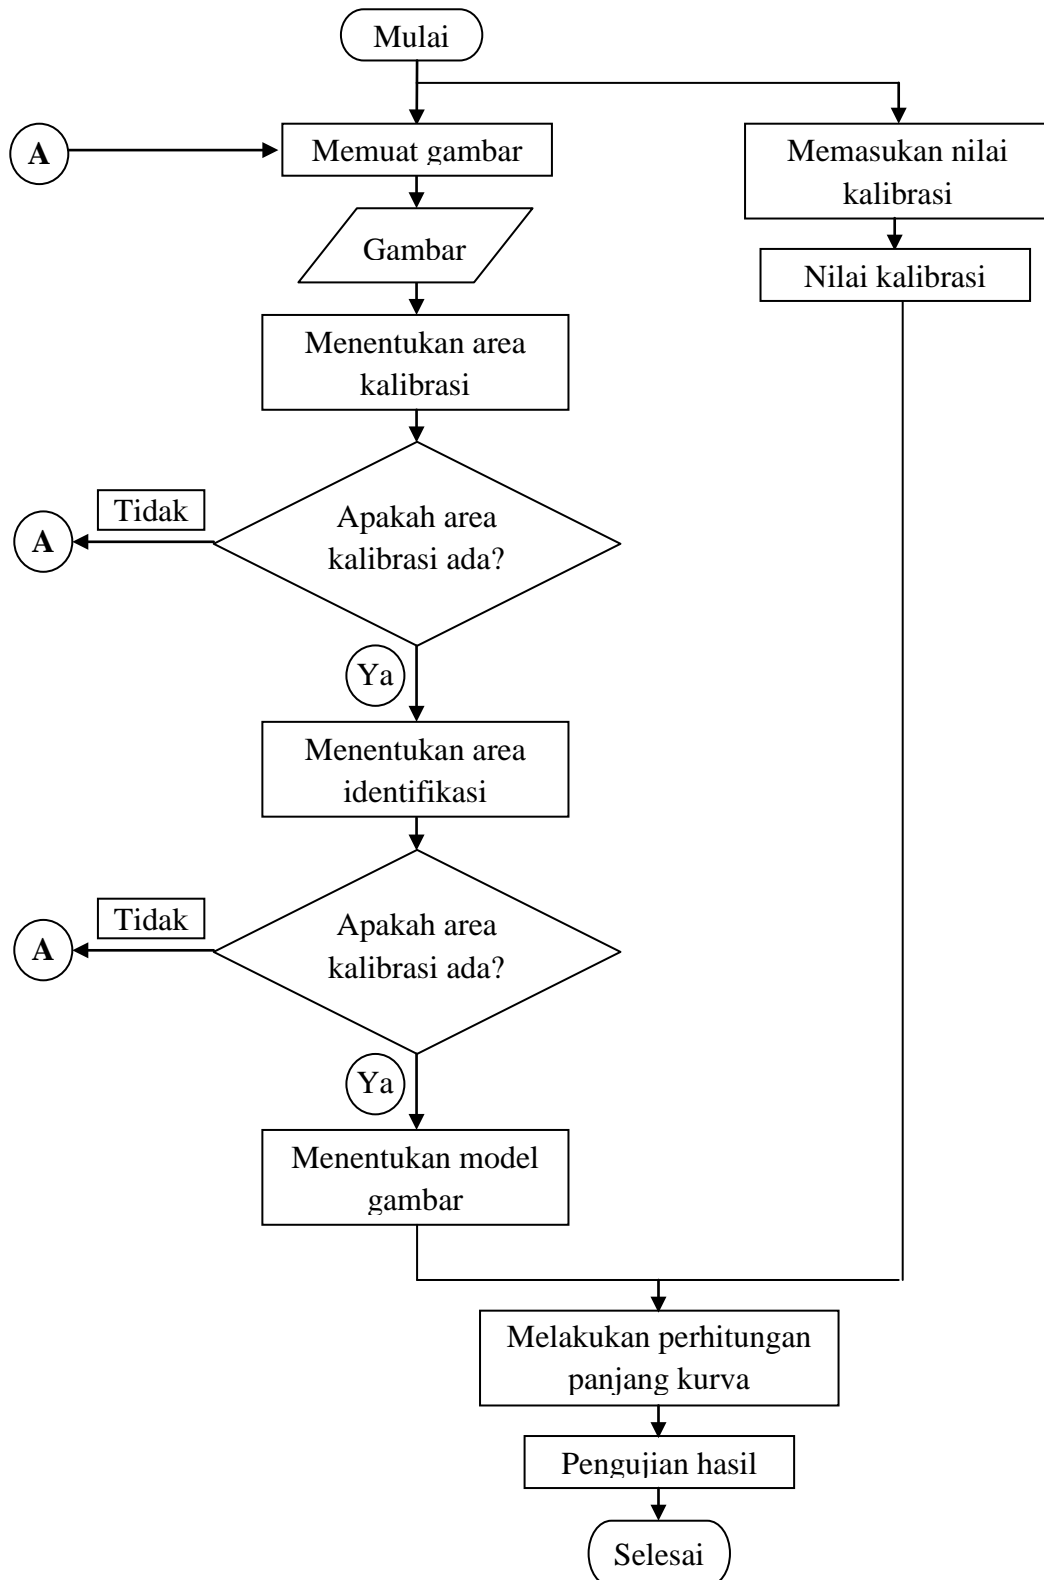 Mulai
A
Memuat gambar
Memasukan nilai
kalibrasi
Gambar
Nilai kalibrasi
Menentukan area
kalibrasi
Tidak
A
Apakah area
kalibrasi ada?
Ya
Menentukan area
identifikasi
Tidak
A
Apakah area
kalibrasi ada?
Ya
Menentukan model
gambar
Melakukan perhitungan
panjang kurva
Pengujian hasil
Selesai